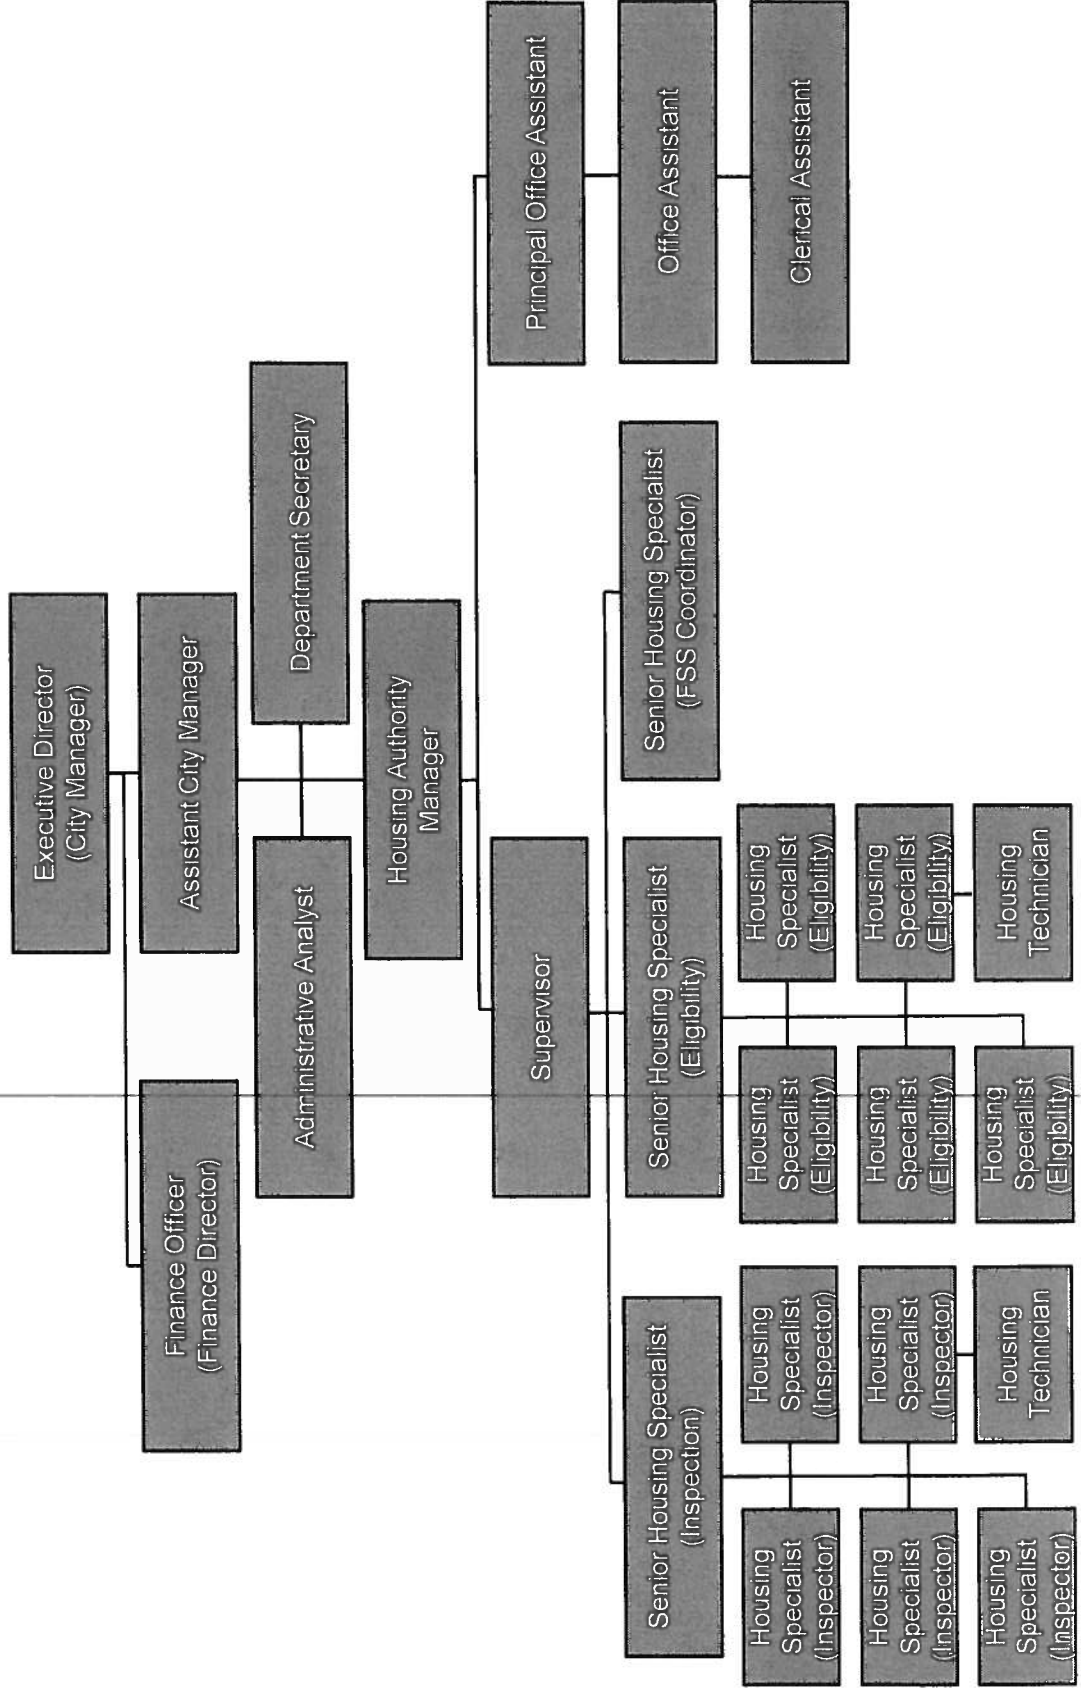 Executive Director
(City Manager)
Finance Officer
(Finance Director)
Assistant City Manager
Administrative Analyst
Department Secretary
Housing Authority
Manager
Supervisor
Principal Office Assistant
Senior Housing Specialist
(Inspection)
Senior Housing Specialist
(Eligibility)
Senior Housing Specialist
(FSS Coordinator)
Office Assistant
Housing
Specialist
(Inspector)
Housing
Specialist
(Inspector)
Housing
Specialist
(Eligibility)
Housing
Specialist
(Eligibility)
Clerical Assistant
Housing
Specialist
(Inspector)
Housing
Specialist
(Inspector)
Housing
Specialist
(Eligibility)
Housing
Specialist
(Eligibility)
Housing
Specialist
(Inspector)
Housing
Technician
Housing
Specialist
(Eligibility)
Housing
Technician